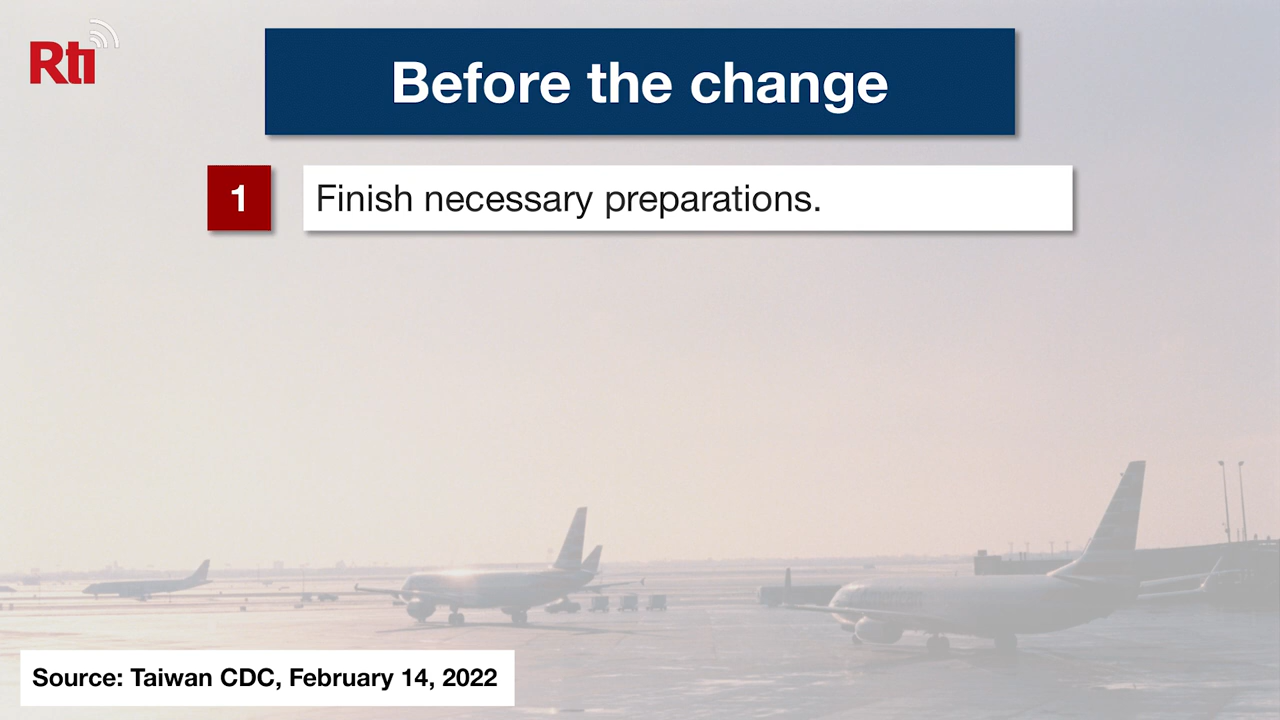 Rti
Before the change
1
Finish necessary preparations.
Source: Taiwan CDC, February 14, 2022